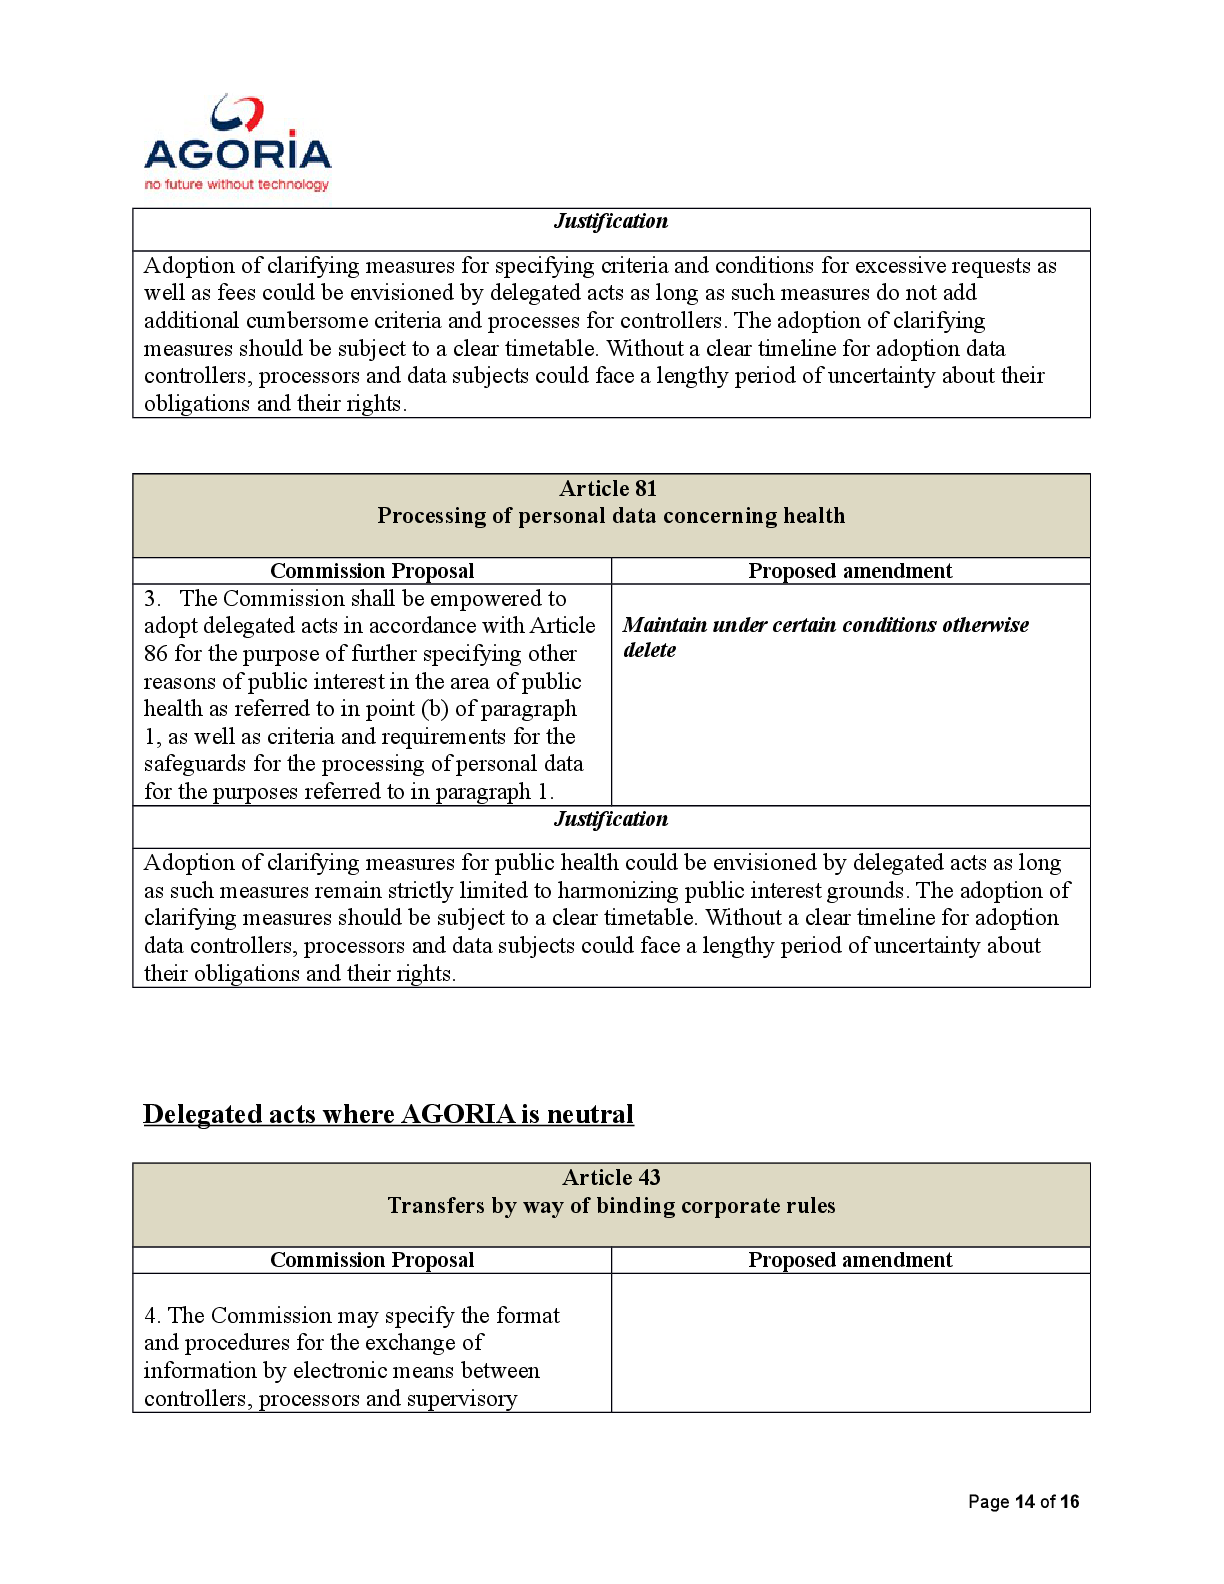 AGORIA
no future without technology
Justification
Adoption of clarifying measures for specifying criteria and conditions for excessive requests as
well as fees could be envisioned by delegated acts as long as such measures do not add
additional cumbersome criteria and processes for controllers. The adoption of clarifying
measures should be subject to a clear timetable. Without a clear timeline for adoption data
controllers, processors and data subjects could face a lengthy period of uncertainty about their
obligations and their rights.
Article 81
Processing of personal data concerning health
Commission Proposal
Proposed amendment
3. The Commission shall be empowered to
adopt delegated acts in accordance with Article
86 for the purpose of further specifying other
reasons of public interest in the area of public
health as referred to in point (b) of paragraph
1, as well as criteria and requirements for the
safeguards for the processing of personal data
for the purposes referred to in paragraph 1.
Maintain under certain conditions otherwise
delete
Justification
Adoption of clarifying measures for public health could be envisioned by delegated acts as long
as such measures remain strictly limited to harmonizing public interest grounds. The adoption of
clarifying measures should be subject to a clear timetable. Without a clear timeline for adoption
data controllers, processors and data subjects could face a lengthy period of uncertainty about
their obligations and their rights.
Delegated acts where AGORIA is neutral
Article 43
Transfers by way of binding corporate rules
Commission Proposal
Proposed amendment
4. The Commission may specify the format
and procedures for the exchange of
information by electronic means between
controllers, processors and supervisory
Page 14 of 16